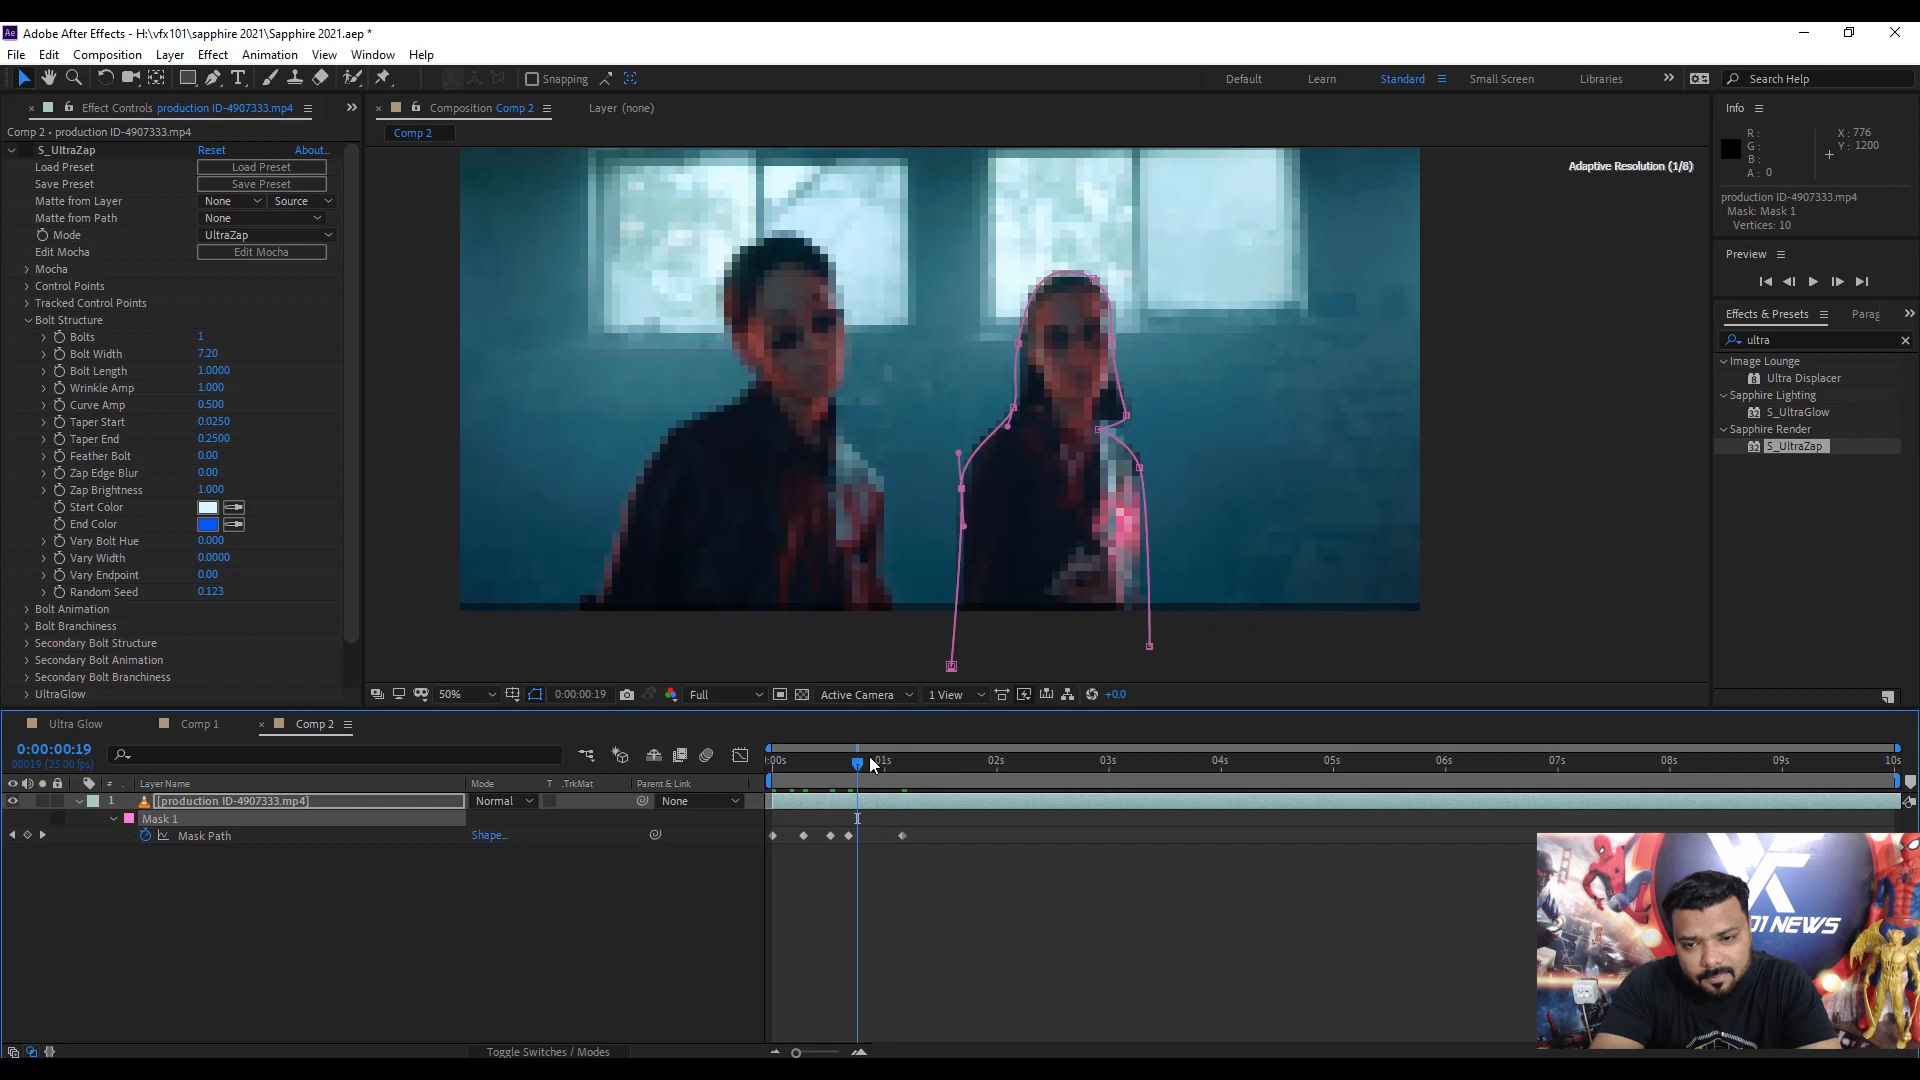 Adobe After Effects - H:\vfx101\sapphire 2021\Sapphire 2021.aep *
File Edit Composition Layer Effect Animation View Window Help
Snapping Default Learn Standard Small Screen Libraries Search Help
Effect Controls production ID-4907333.mp4
Comp 2 • production ID-4907333.mp4
S_UltraZap Reset About...
Load Preset Load Preset
Save Preset Save Preset
Matte from Layer None Source
Matte from Path None
Mode UltraZap
Edit Mocha Edit Mocha
Mocha
Control Points
Tracked Control Points
Bolt Structure
Bolts 1
Bolt Width 7.20
Bolt Length 1.0000
Wrinkle Amp 1.000
Curve Amp 0.500
Taper Start 0.0250
Taper End 0.2500
Feather Bolt 0.00
Zap Edge Blur 0.00
Zap Brightness 1.000
Start Color
End Color
Vary Bolt Hue 0.000
Vary Width 0.0000
Vary Endpoint 0.00
Random Seed 0.123
Bolt Animation
Bolt Branchiness
Secondary Bolt Structure
Secondary Bolt Animation
Secondary Bolt Branchiness
UltraGlow
Composition Comp 2 Layer (none)
Comp 2
Adaptive Resolution (1/8)
50% 0:00:00:19 Full Active Camera 1 View +0.0
Info
R: X: 776
G: Y: 1200
B:
A: 0
production ID-4907333.mp4
Mask: Mask 1
Vertices: 10
Preview
Effects & Presets Parag
ultra
Image Lounge
Ultra Displacer
Sapphire Lighting
S_UltraGlow
Sapphire Render
S_UltraZap
Ultra Glow Comp 1 Comp 2
0:00:00:19
00019 (25.00 fps)
:00s 01s 02s 03s 04s 05s 06s 07s 08s 09s 10s
# Layer Name Mode T .TrkMat Parent & Link
1 [production ID-4907333.mp4] Normal None
Mask 1
Mask Path Shape...
Toggle Switches / Modes
01 NEWS